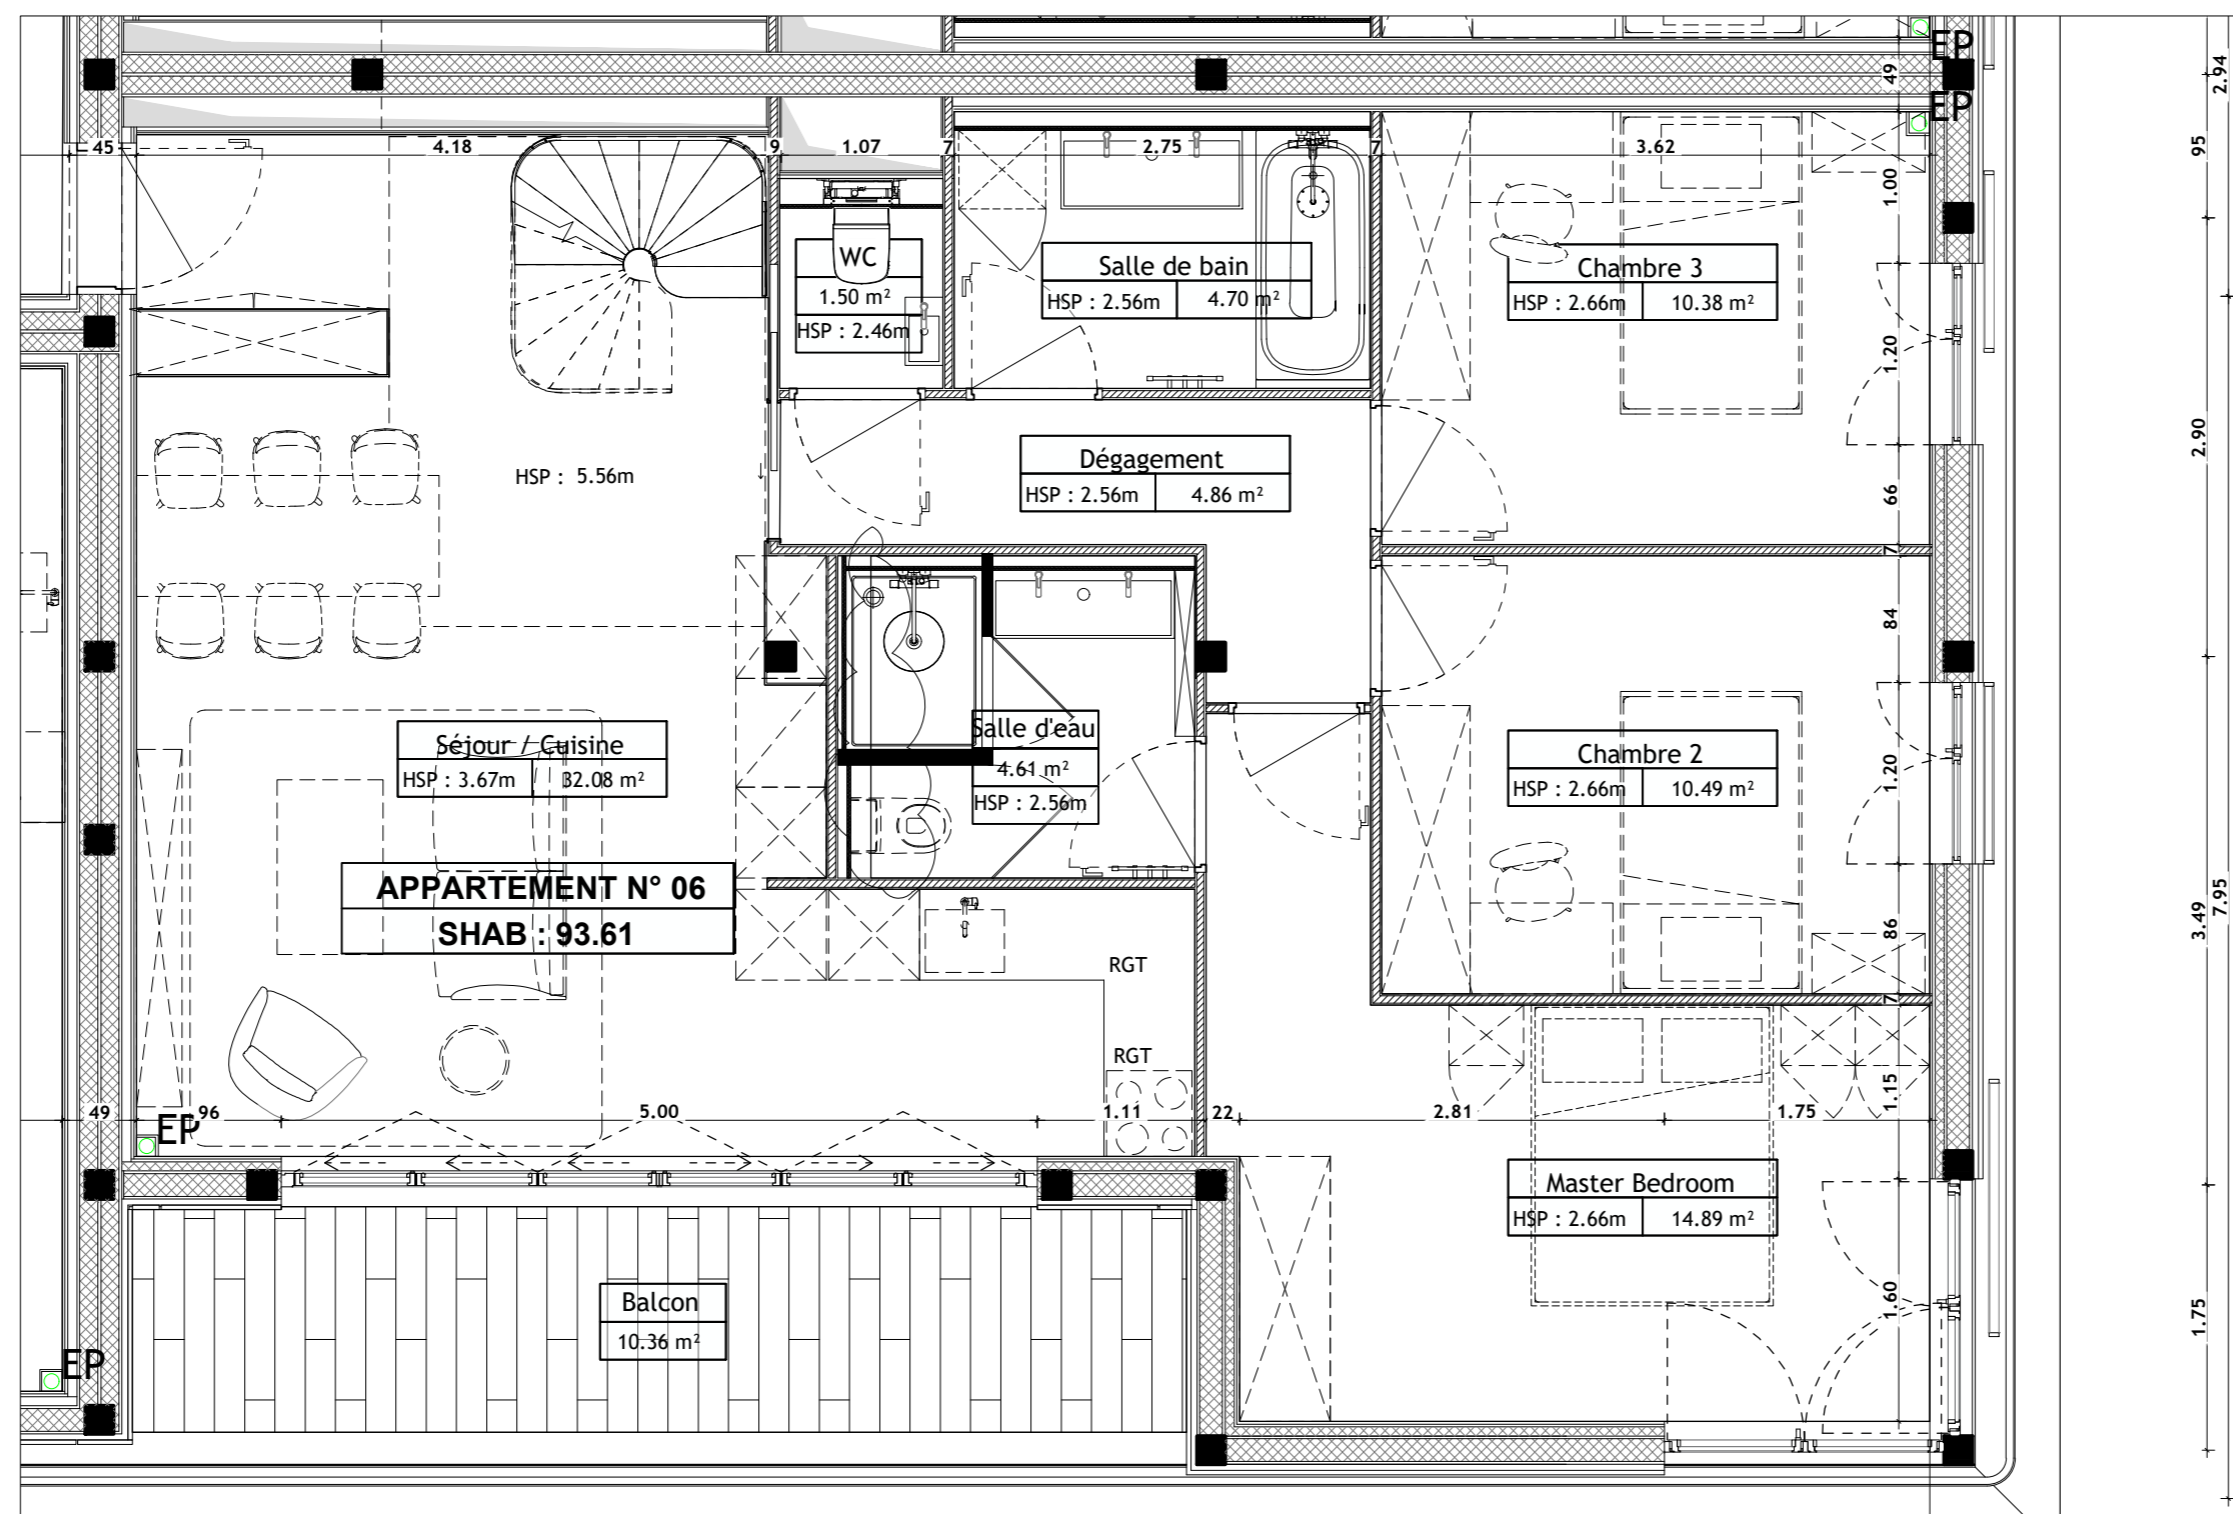 EP
49
2.94
EP
45
4.18
9
1.07
7
2.75
7
3.62
95
1.00
WC
1.50 m²
HSP : 2.46m
Salle de bain
HSP : 2.56m
4.70 m²
Chambre 3
HSP : 2.66m
10.38 m²
1.20
2.90
HSP : 5.56m
Dégagement
HSP : 2.56m
4.86 m²
66
7
84
Séjour / Cuisine
HSP : 3.67m
32.08 m²
Salle d'eau
4.61 m²
HSP : 2.56m
Chambre 2
HSP : 2.66m
10.49 m²
1.20
APPARTEMENT N° 06
SHAB : 93.61
86
3.49
7.95
RGT
7
RGT
1.15
49
96
5.00
1.11
22
2.81
1.75
EP
Master Bedroom
HSP : 2.66m
14.89 m²
1.60
1.75
Balcon
10.36 m²
EP